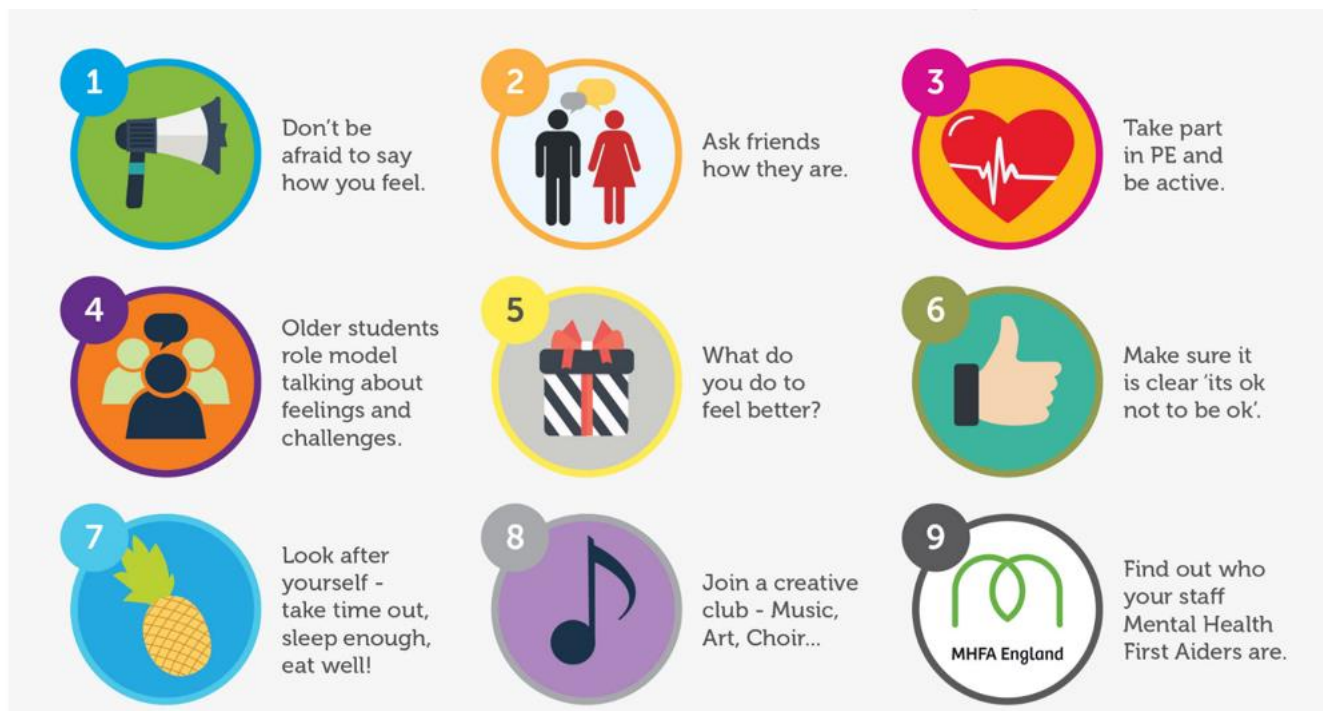 1
Don't be
afraid to say
how you feel.
2
Ask friends
how they are.
3
Take part
in PE and
be active.
4
Older students
role model
talking about
feelings and
challenges.
5
What do
you do to
feel better?
6
Make sure it
is clear ‘its ok
not to be ok’.
7
Look after
yourself -
take time out,
sleep enough,
eat well!
8
Join a creative
club - Music,
Art, Choir...
9
MHFA England
Find out who
your staff
Mental Health
First Aiders are.